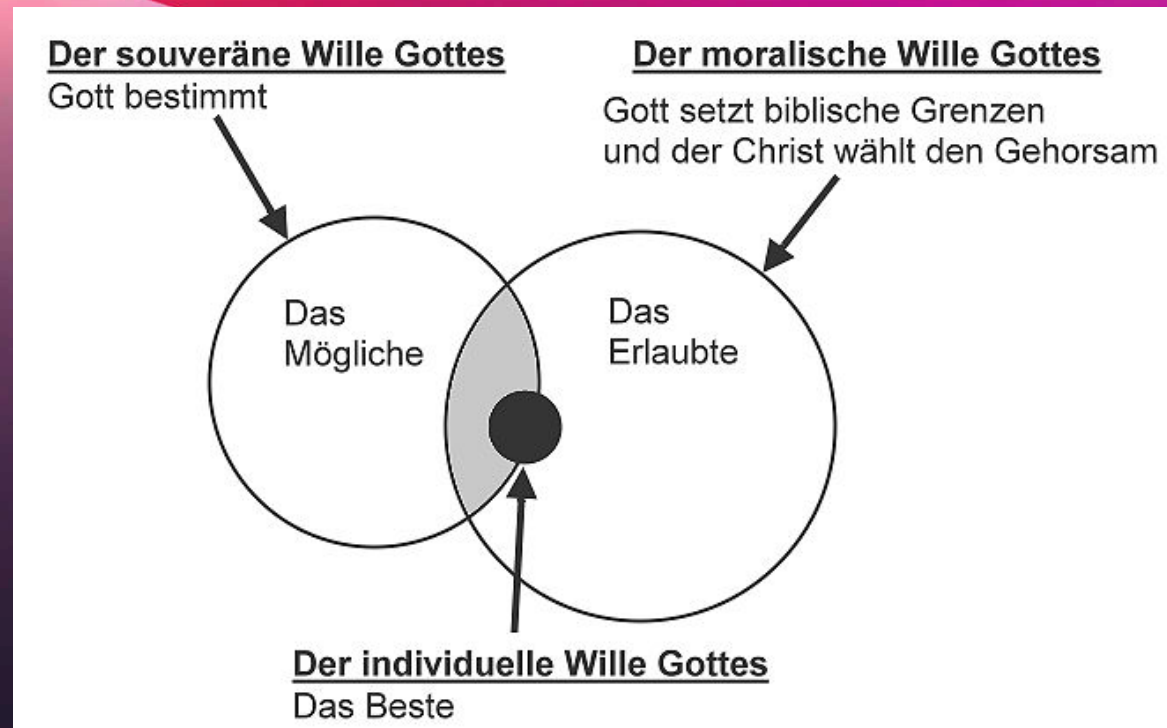 Der souveräne Wille Gottes
Gott bestimmt
Der moralische Wille Gottes
Gott setzt biblische Grenzen
und der Christ wählt den Gehorsam
Das
Mögliche
Das
Erlaubte
Der individuelle Wille Gottes
Das Beste